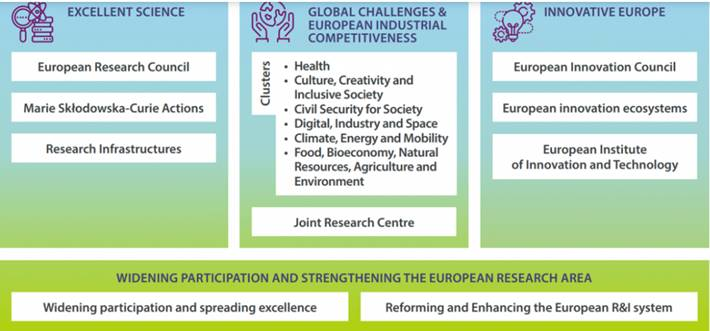 EXCELLENT SCIENCE
European Research Council
Marie Skłodowska-Curie Actions
Research Infrastructures
GLOBAL CHALLENGES &
EUROPEAN INDUSTRIAL
COMPETITIVENESS
Clusters
• Health
• Culture, Creativity and
Inclusive Society
• Civil Security for Society
• Digital, Industry and Space
• Climate, Energy and Mobility
• Food, Bioeconomy, Natural
Resources, Agriculture and
Environment
Joint Research Centre
INNOVATIVE EUROPE
European Innovation Council
European innovation ecosystems
European Institute
of Innovation and Technology
WIDENING PARTICIPATION AND STRENGTHENING THE EUROPEAN RESEARCH AREA
Widening participation and spreading excellence
Reforming and Enhancing the European R&I system